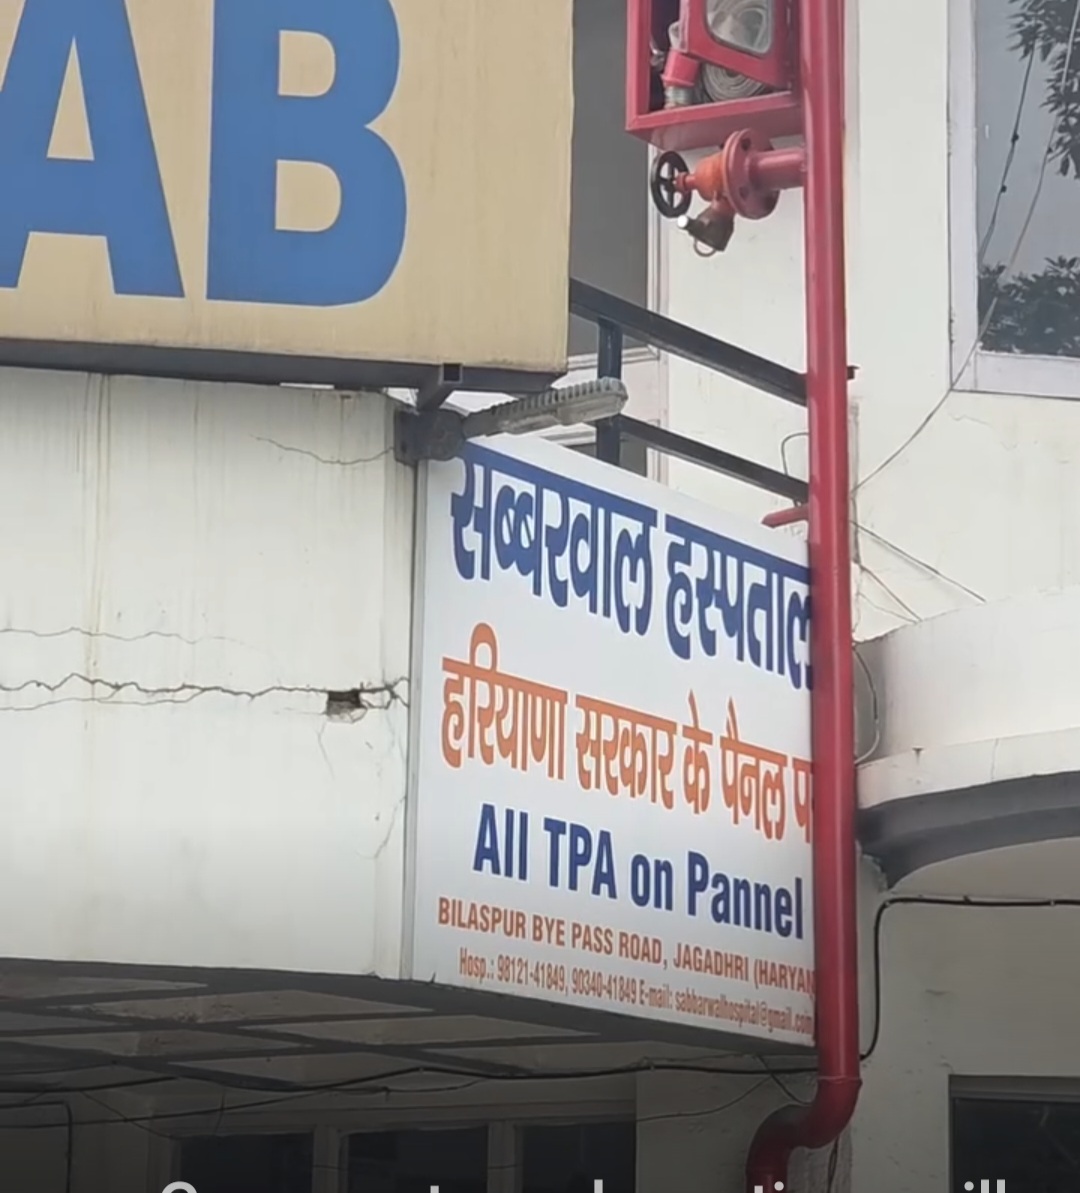 AB
सब्बरवाल हस्पताल
हरियाणा सरकार के पैनल
All TPA on Pannel
BILASPUR BYE PASS ROAD, JAGADHRI (HARYAN
Hosp.: 98121-41849, 90340-41849 E-mail: sabbarwalhospital@gmail.com